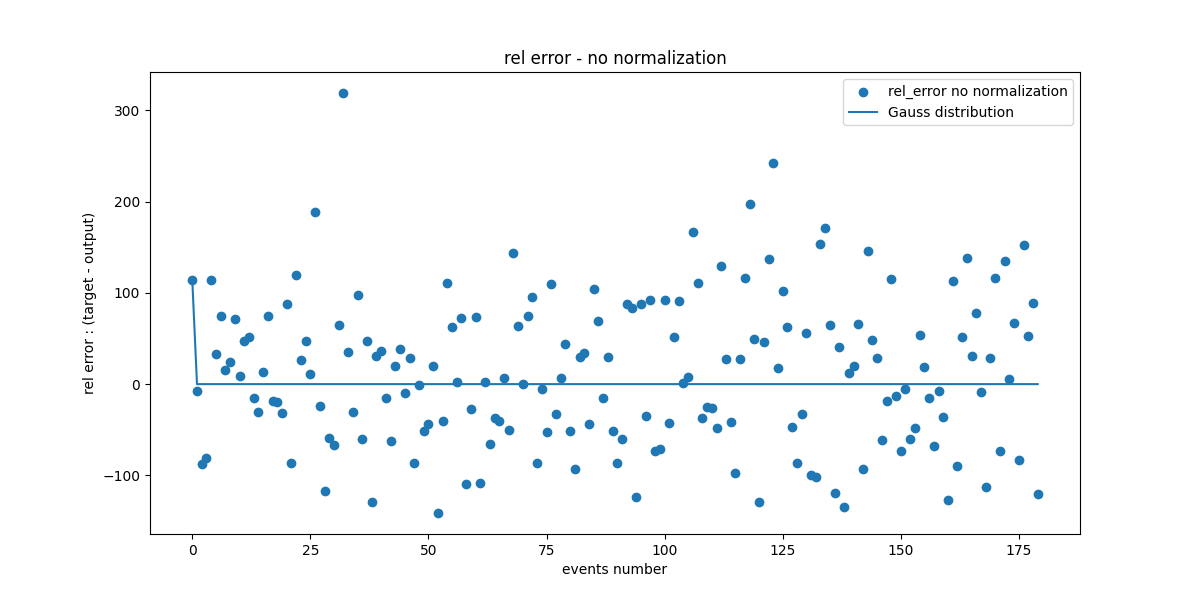 rel error - no normalization
rel_error no normalization
Gauss distribution
rel error : (target - output)
300
200
100
0
−100
0 25 50 75 100 125 150 175
events number